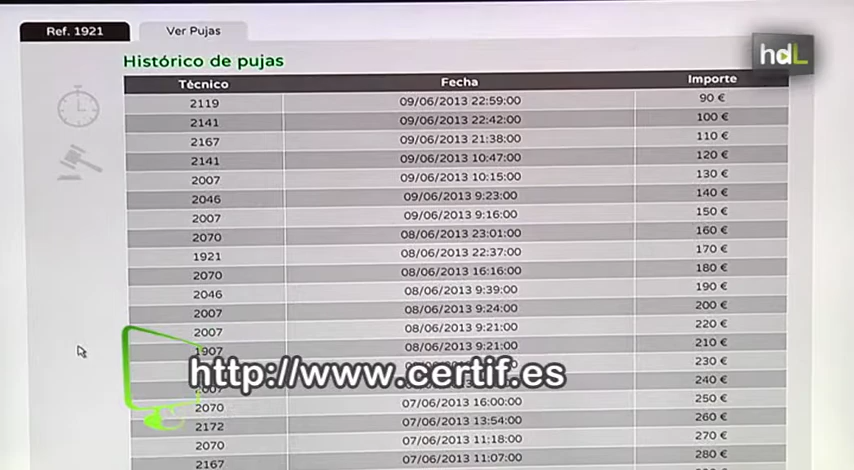 Ref. 1921 Ver Pujas
hdL
Histórico de pujas
Técnico Fecha Importe
2119 09/06/2013 22:59:00 90 €
2141 09/06/2013 22:42:00 100 €
2167 09/06/2013 21:38:00 110 €
2141 09/06/2013 10:47:00 120 €
2007 09/06/2013 10:15:00 130 €
2046 09/06/2013 9:23:00 140 €
2007 09/06/2013 9:16:00 150 €
2070 08/06/2013 23:01:00 160 €
1921 08/06/2013 22:37:00 170 €
2070 08/06/2013 16:16:00 180 €
2046 08/06/2013 9:39:00 190 €
2007 08/06/2013 9:24:00 200 €
2007 08/06/2013 9:21:00 220 €
1907 08/06/2013 9:21:00 210 €
230 €
http://www.certif.es
240 €
2070 07/06/2013 16:00:00 250 €
2172 07/06/2013 13:54:00 260 €
2070 07/06/2013 11:18:00 270 €
2167 07/06/2013 11:07:00 280 €